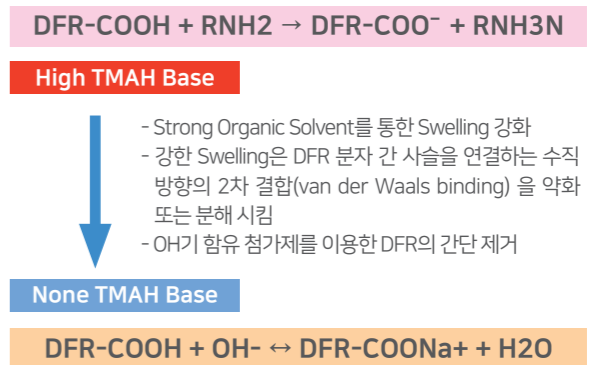 DFR-COOH + RNH2 → DFR-COO⁻ + RNH3N
High TMAH Base
- Strong Organic Solvent를 통한 Swelling 강화
- 강한 Swelling은 DFR 분자 간 사슬을 연결하는 수직
방향의 2차 결합(van der Waals binding) 을 약화
또는 분해 시킴
- OH기 함유 첨가제를 이용한 DFR의 간단 제거
None TMAH Base
DFR-COOH + OH- ↔ DFR-COONa+ + H2O